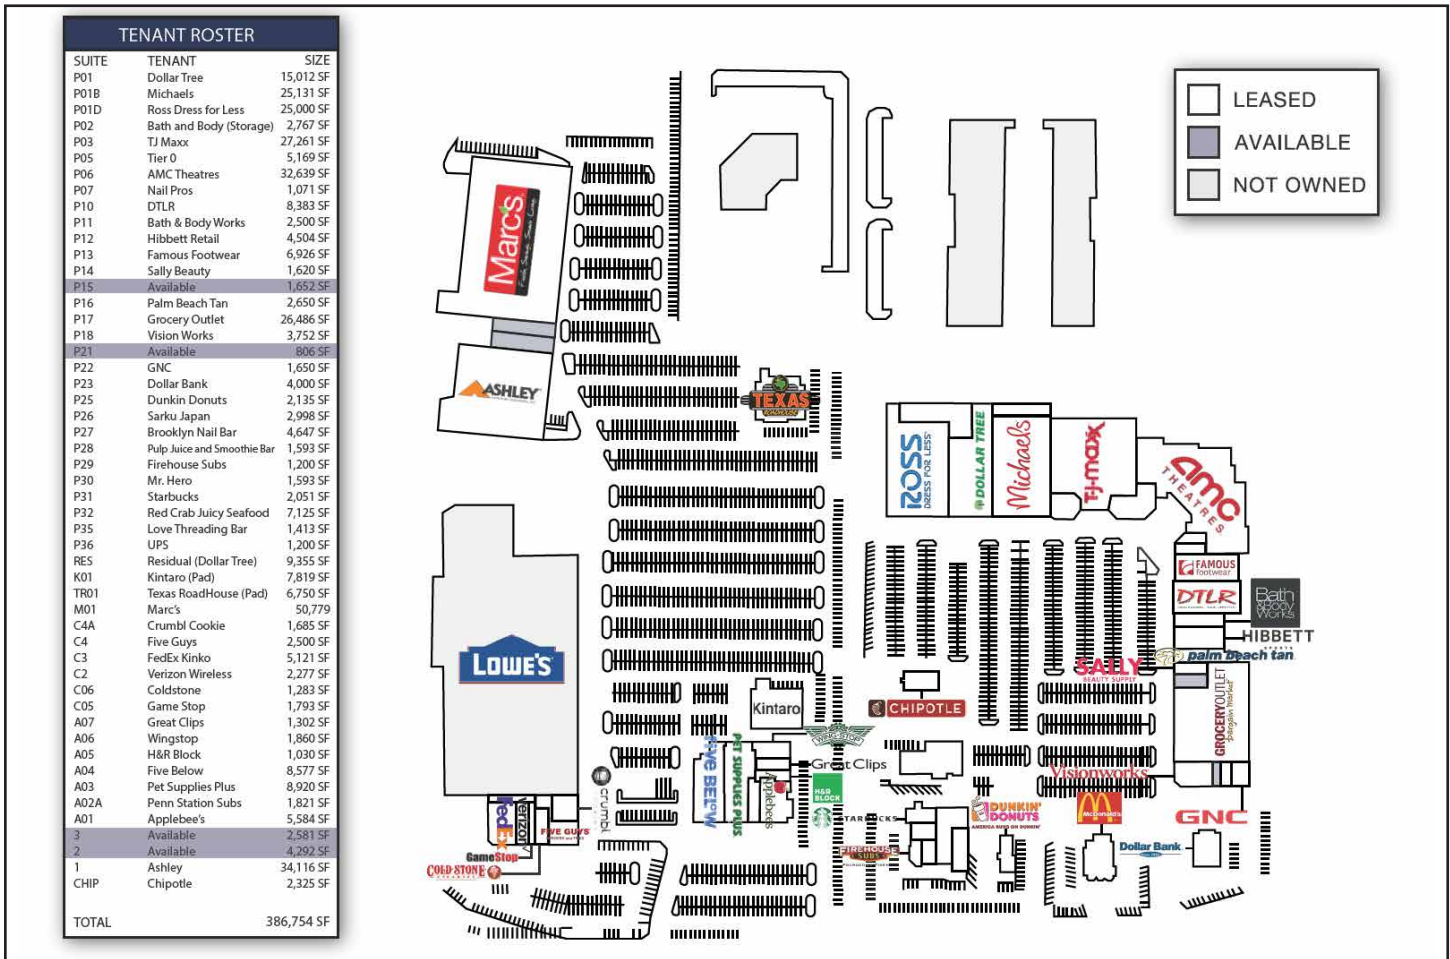 TENANT ROSTER
SUITE TENANT SIZE
P01 Dollar Tree 15,012 SF
P01B Michaels 25,131 SF
P01D Ross Dress for Less 25,000 SF
P02 Bath and Body (Storage) 2,767 SF
P03 TJ Maxx 27,261 SF
P05 Tier 0 5,169 SF
P06 AMC Theatres 32,639 SF
P07 Nail Pros 1,071 SF
P10 DTLR 8,383 SF
P11 Bath & Body Works 2,500 SF
P12 Hibbett Retail 4,504 SF
P13 Famous Footwear 6,926 SF
P14 Sally Beauty 1,620 SF
P15 Available 1,652 SF
P16 Palm Beach Tan 2,650 SF
P17 Grocery Outlet 26,486 SF
P18 Vision Works 3,752 SF
P21 Available 806 SF
P22 GNC 1,650 SF
P23 Dollar Bank 4,000 SF
P25 Dunkin Donuts 2,135 SF
P26 Sarku Japan 2,998 SF
P27 Brooklyn Nail Bar 4,647 SF
P28 Pulp Juice and Smoothie Bar 1,593 SF
P29 Firehouse Subs 1,200 SF
P30 Mr. Hero 1,593 SF
P31 Starbucks 2,051 SF
P32 Red Crab Juicy Seafood 7,125 SF
P35 Love Threading Bar 1,413 SF
P36 UPS 1,200 SF
RES Residual (Dollar Tree) 9,355 SF
K01 Kintaro (Pad) 7,819 SF
TR01 Texas RoadHouse (Pad) 6,750 SF
M01 Marc's 50,779
C4A Crumbl Cookie 1,685 SF
C4 Five Guys 2,500 SF
C3 FedEx Kinko 5,121 SF
C2 Verizon Wireless 2,277 SF
C06 Coldstone 1,283 SF
C05 Game Stop 1,793 SF
A07 Great Clips 1,302 SF
A06 Wingstop 1,860 SF
A05 H&R Block 1,030 SF
A04 Five Below 8,577 SF
A03 Pet Supplies Plus 8,920 SF
A02A Penn Station Subs 1,821 SF
A01 Applebee's 5,584 SF
3 Available 2,581 SF
2 Available 4,292 SF
1 Ashley 34,116 SF
CHIP Chipotle 2,325 SF
TOTAL 386,754 SF
LEASED
AVAILABLE
NOT OWNED
Marc's
ASHLEY
TEXAS
ROADHOUSE
ROSS
DRESS FOR LESS
DOLLAR TREE
Michaels
T·J·maxx
amc
THEATRES
FAMOUS
footwear
DTLR
Bath
&Body
Works
HIBBETT
SPORTS
palm beach tan
SALLY
BEAUTY SUPPLY
GROCERY OUTLET
bargain market
LOWE'S
Kintaro
CHIPOTLE
WINGSTOP
Great Clips
five BELOW
PET SUPPLIES PLUS
Applebee's
H&R
BLOCK
STARBUCKS
FIREHOUSE
SUBS
DUNKIN'
DONUTS
AMERICA RUNS ON DUNKIN'
Visionworks
McDonald's
Dollar Bank
GNC
crumbl
FedEx
verizon
FIVE GUYS
GameStop
COLD STONE